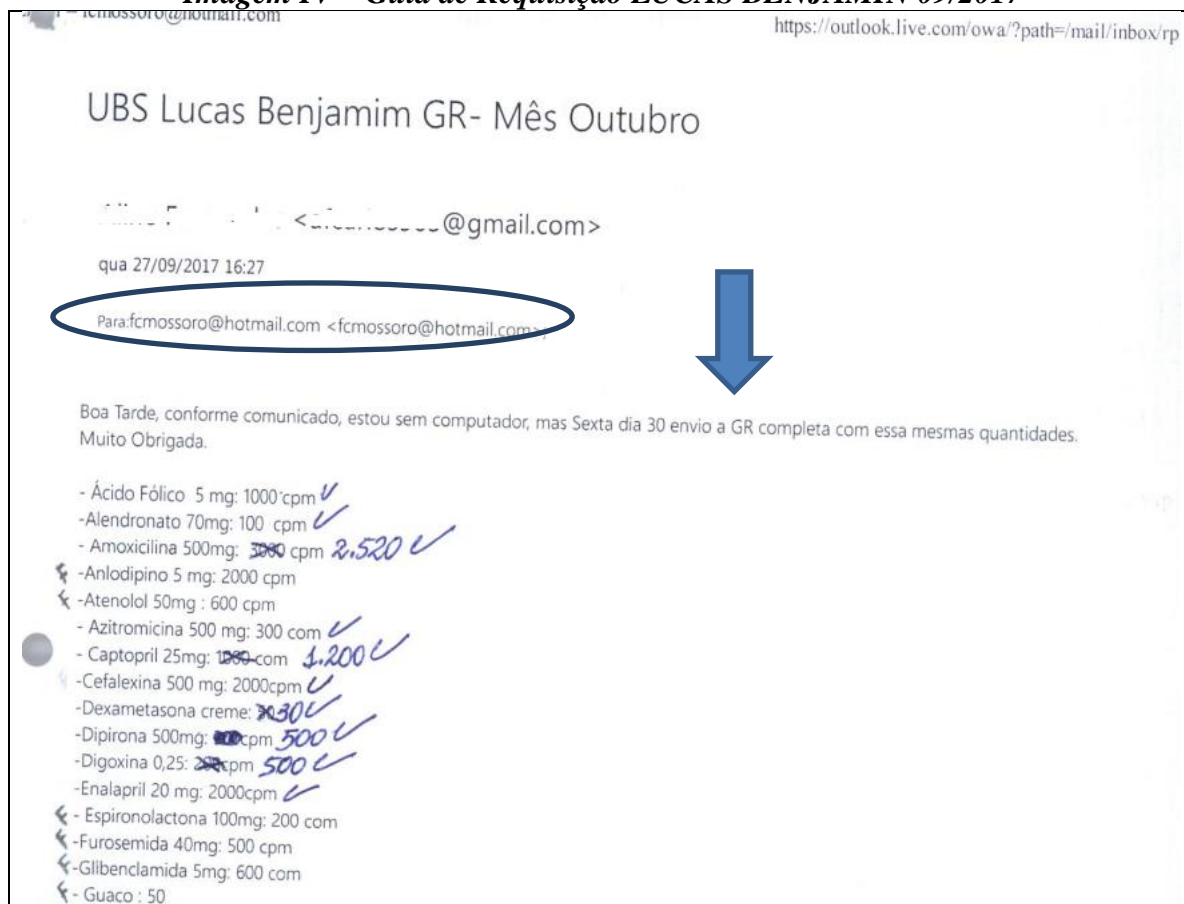 Imagem IV – Guia de Requisição LUCAS BENJAMIN 09/2017
fcmossoro@hotmail.com
https://outlook.live.com/owa/?path=/mail/inbox/rp
UBS Lucas Benjamim GR- Mês Outubro
@gmail.com>
qua 27/09/2017 16:27
Para:fcmossoro@hotmail.com <fcmossoro@hotmail.com>;
Boa Tarde, conforme comunicado, estou sem computador, mas Sexta dia 30 envio a GR completa com essa mesmas quantidades.
Muito Obrigada.
- Ácido Fólico 5 mg: 1000 cpm ✓
-Alendronato 70mg: 100 cpm ✓
- Amoxicilina 500mg: 3000 cpm 2.520 ✓
-Anlodipino 5 mg: 2000 cpm
-Atenolol 50mg : 600 cpm
- Azitromicina 500 mg: 300 com ✓
- Captopril 25mg: com 1.200 ✓
-Cefalexina 500 mg: 2000cpm ✓
-Dexametasona creme: 30 ✓
-Dipirona 500mg: cpm 500 ✓
-Digoxina 0,25: cpm 500 ✓
-Enalapril 20 mg: 2000cpm ✓
- Espironolactona 100mg: 200 com
-Furosemida 40mg: 500 cpm
-Glibenclamida 5mg: 600 com
- Guaco : 50